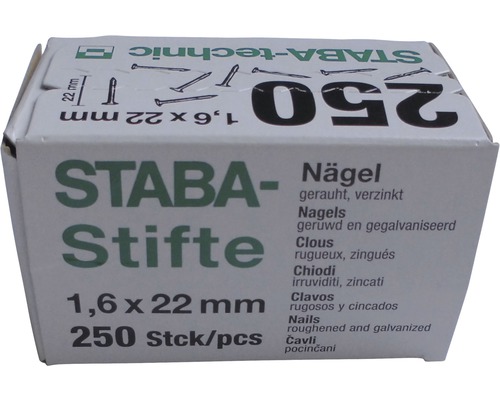 STABA-technic
250
22 mm
1,6 x 22 mm
STABA-
Stifte
1,6 x 22 mm
250 Stck/pcs
Nägel
gerauht, verzinkt
Nagels
geruwd en gegalvaniseerd
Clous
rugueux, zingués
Chiodi
irruviditi, zincati
Clavos
rugosos y cincados
Nails
roughened and galvanized
Čavli
pocinčani